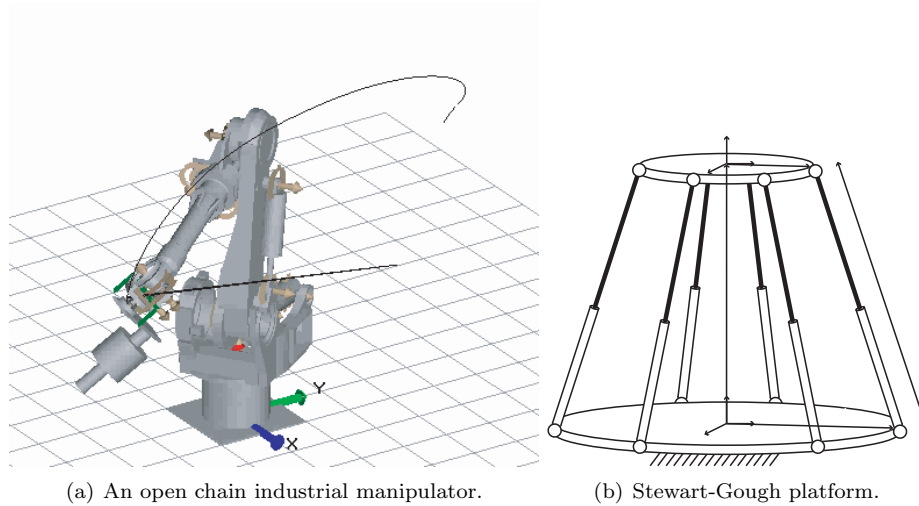 Y
X
(a) An open chain industrial manipulator.
(b) Stewart-Gough platform.